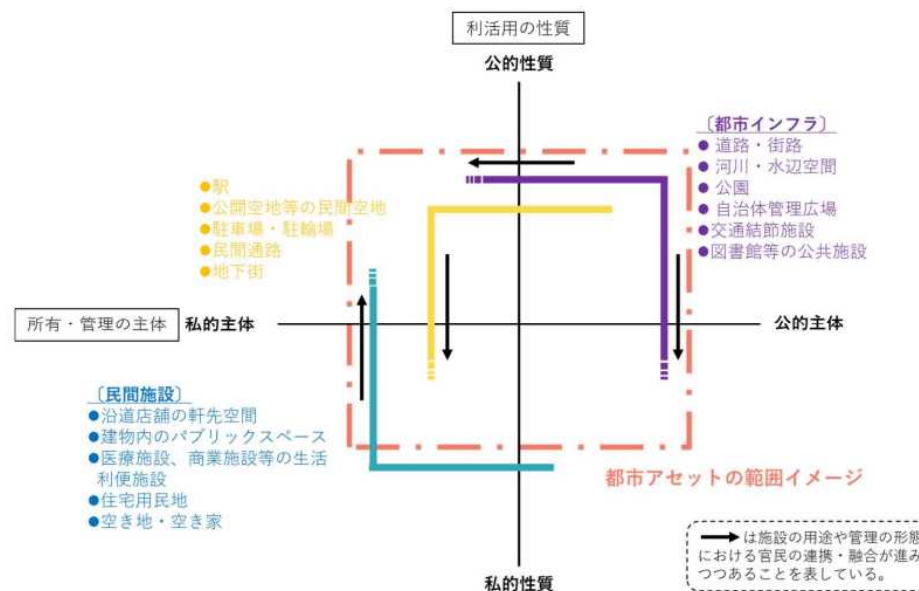 利活用の性質
公的性質
〔都市インフラ〕
● 道路・街路
● 河川・水辺空間
● 公園
● 自治体管理広場
●交通結節施設
●図書館等の公共施設
●駅
●公開空地等の民間空地
●駐車場・駐輪場
●民間通路
●地下街
所有・管理の主体
私的主体
公的主体
〔民間施設〕
●沿道店舗の軒先空間
●建物内のパブリックスペース
●医療施設、商業施設等の生活
利便施設
●住宅用民地
●空き地・空き家
都市アセットの範囲イメージ
は施設の用途や管理の形態
における官民の連携・融合が進み
つつあることを表している。
私的性質